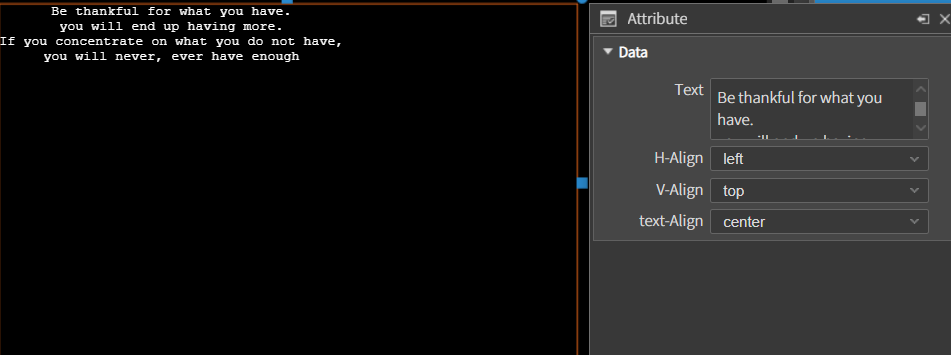 Be thankful for what you have.
you will end up having more.
If you concentrate on what you do not have,
you will never, ever have enough
Attribute
Data
Text
Be thankful for what you
have.
H-Align
left
V-Align
top
text-Align
center